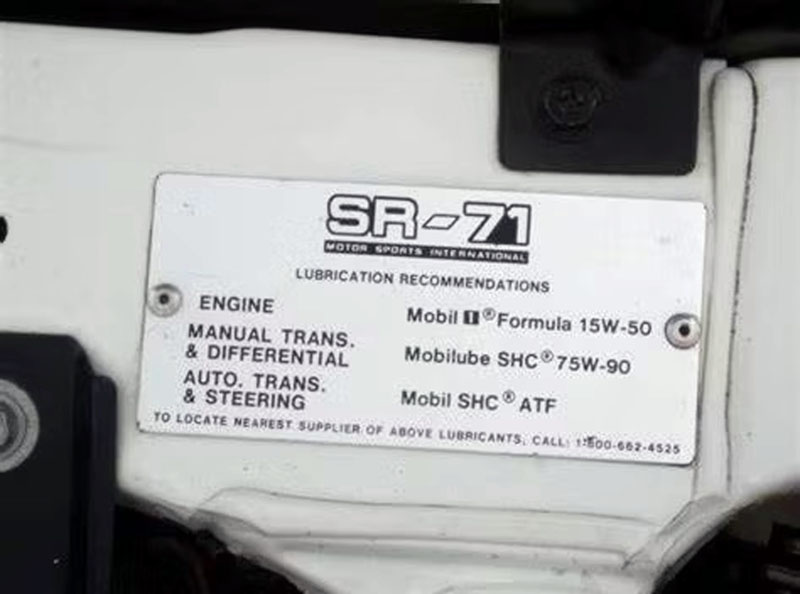 SR-71
MOTOR SPORTS INTERNATIONAL
LUBRICATION RECOMMENDATIONS
ENGINE Mobil 1® Formula 15W-50
MANUAL TRANS.
& DIFFERENTIAL Mobilube SHC® 75W-90
AUTO. TRANS.
& STEERING Mobil SHC® ATF
TO LOCATE NEAREST SUPPLIER OF ABOVE LUBRICANTS, CALL: 1-800-662-4525